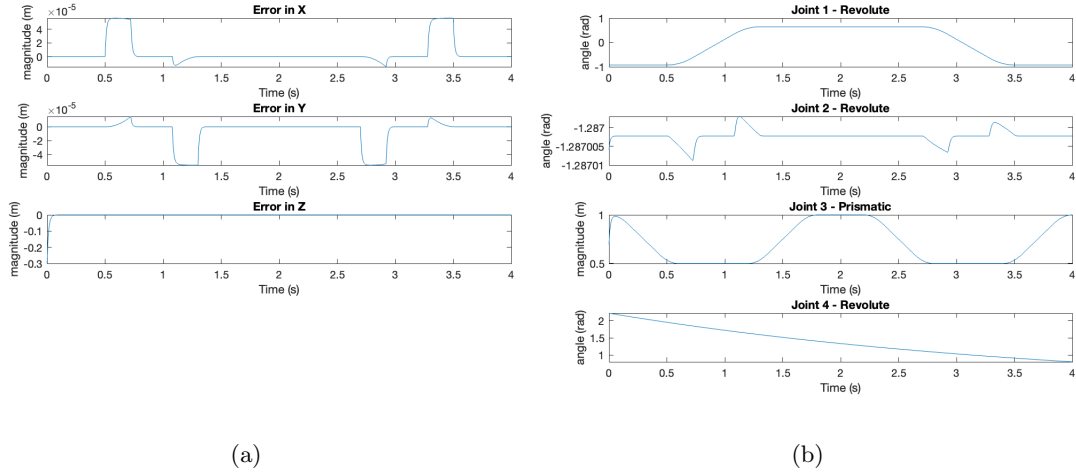 Error in X
×10-5
magnitude (m)
4
2
0
0 0.5 1 1.5 2 2.5 3 3.5 4
Time (s)
Error in Y
×10-5
magnitude (m)
0
-2
-4
0 0.5 1 1.5 2 2.5 3 3.5 4
Time (s)
Error in Z
magnitude (m)
0
-0.1
-0.2
-0.3
0 0.5 1 1.5 2 2.5 3 3.5 4
Time (s)
(a)
Joint 1 - Revolute
angle (rad)
1
0
-1
0 0.5 1 1.5 2 2.5 3 3.5 4
Time (s)
Joint 2 - Revolute
angle (rad)
-1.287
-1.287005
-1.28701
0 0.5 1 1.5 2 2.5 3 3.5 4
Time (s)
Joint 3 - Prismatic
magnitude (m)
1
0.5
0 0.5 1 1.5 2 2.5 3 3.5 4
Time (s)
Joint 4 - Revolute
angle (rad)
2
1.5
1
0 0.5 1 1.5 2 2.5 3 3.5 4
Time (s)
(b)